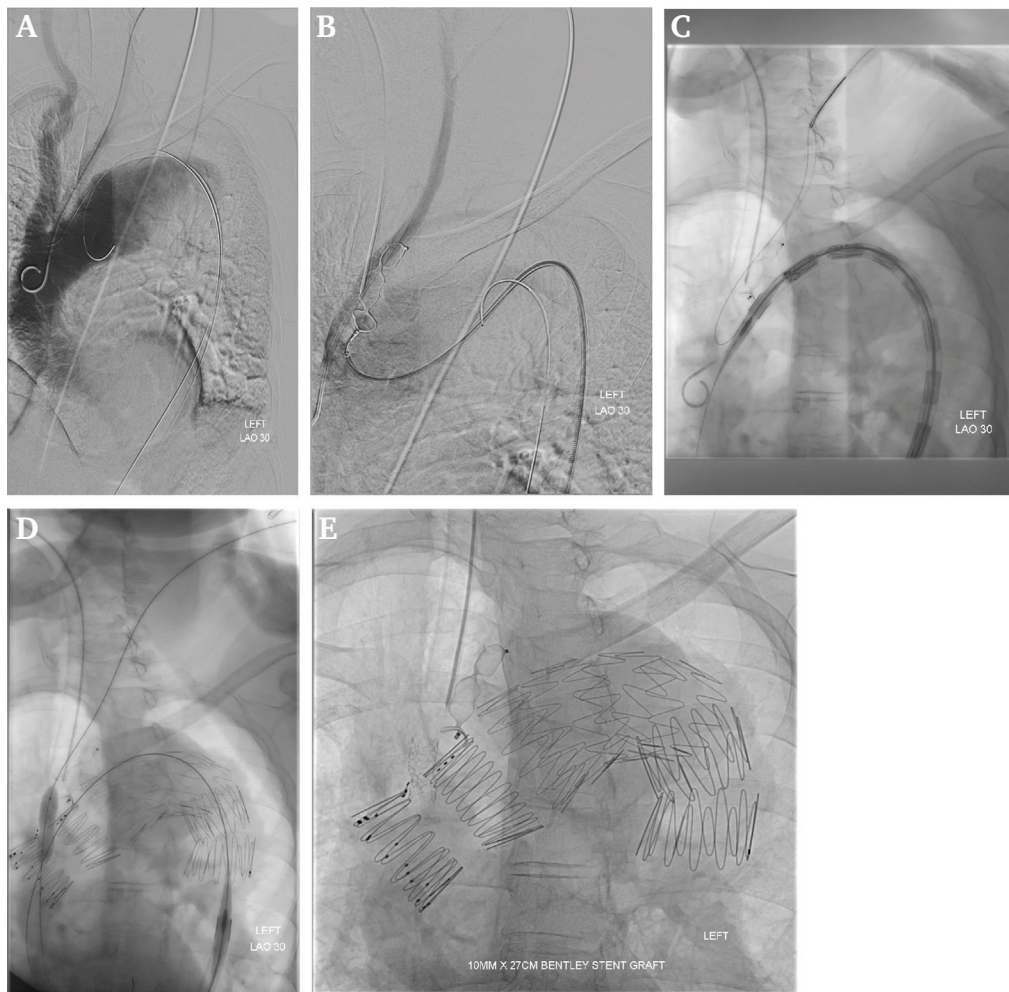 A
B
C
LEFT
LAO 30
LEFT
LAO 30
LEFT
LAO 30
D
E
LEFT
LAO 30
LEFT
10MM X 27CM BENTLEY STENT GRAFT